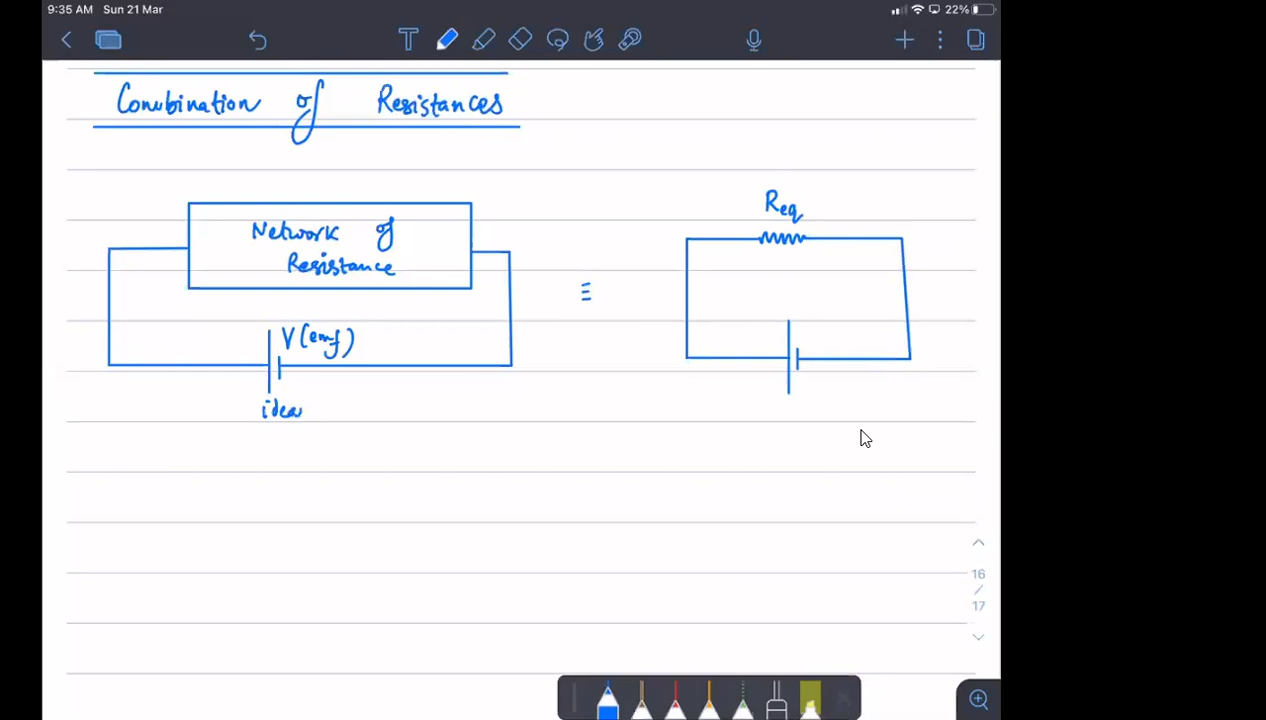 9:35 AM Sun 21 Mar
22%
T
Combination of Resistances
Network of
Resistance
Req
≡
V(emf)
ideal
16
/
17